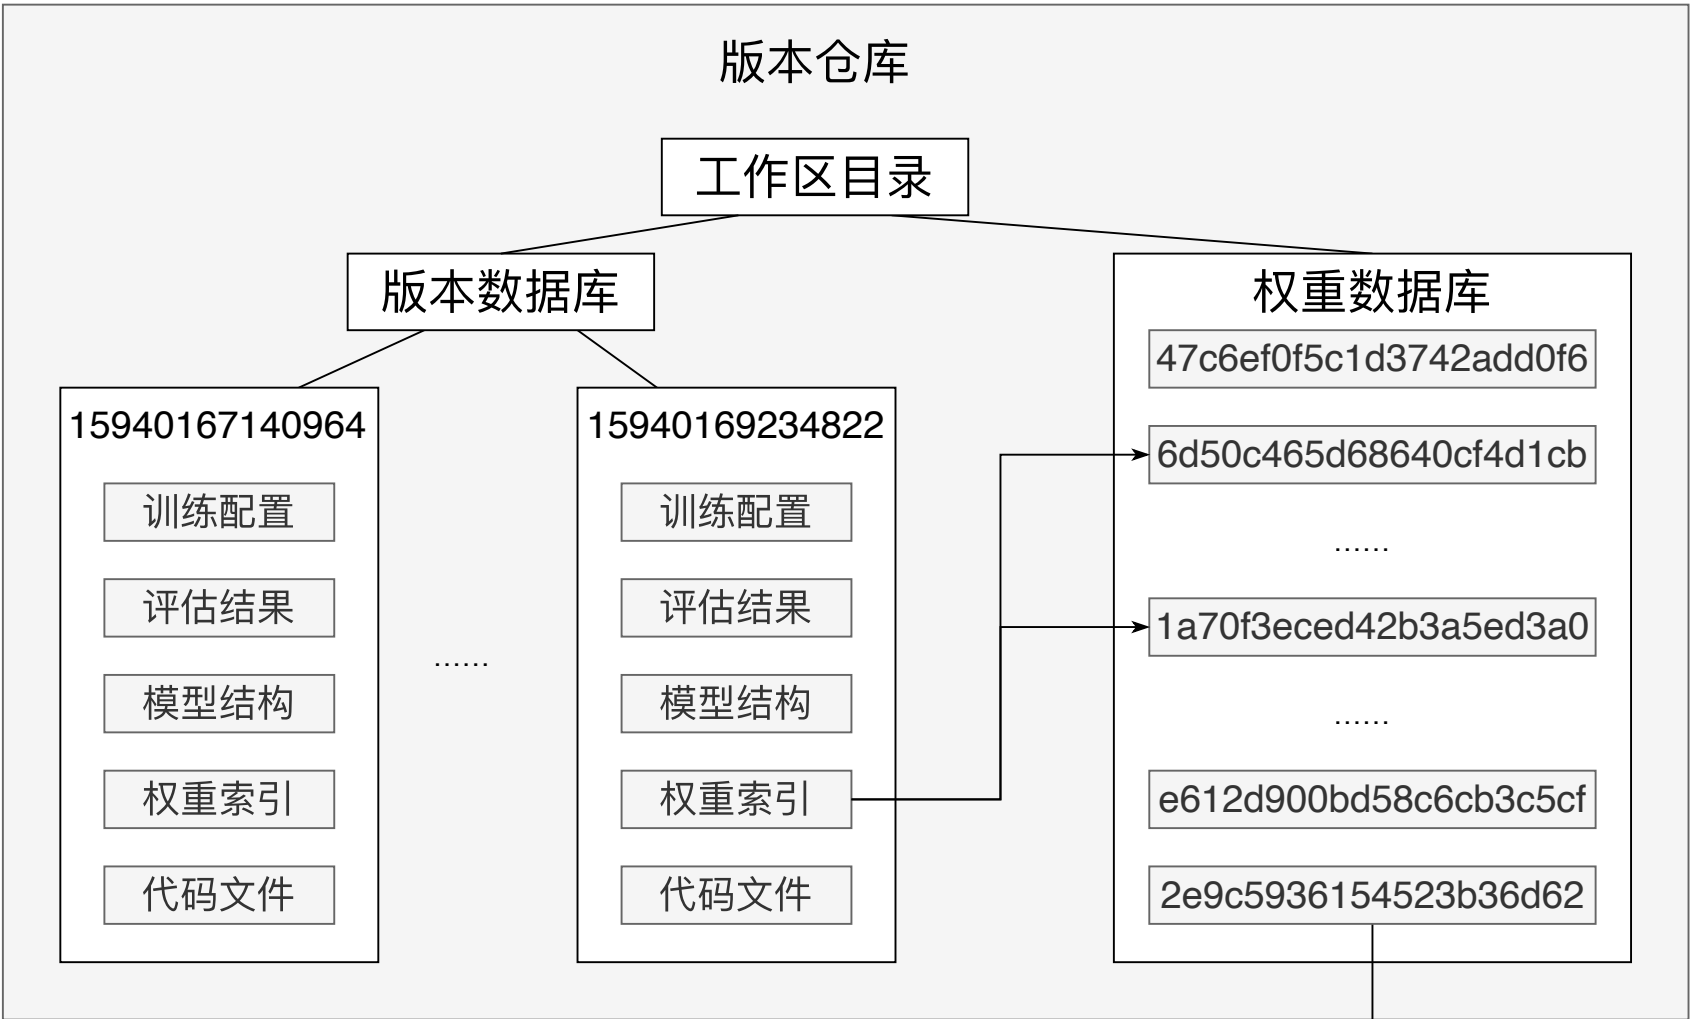 版本仓库
工作区目录
版本数据库
15940167140964
训练配置
评估结果
模型结构
权重索引
代码文件
......
15940169234822
训练配置
评估结果
模型结构
权重索引
代码文件
权重数据库
47c6ef0f5c1d3742add0f6
6d50c465d68640cf4d1cb
......
1a70f3eced42b3a5ed3a0
......
e612d900bd58c6cb3c5cf
2e9c5936154523b36d62